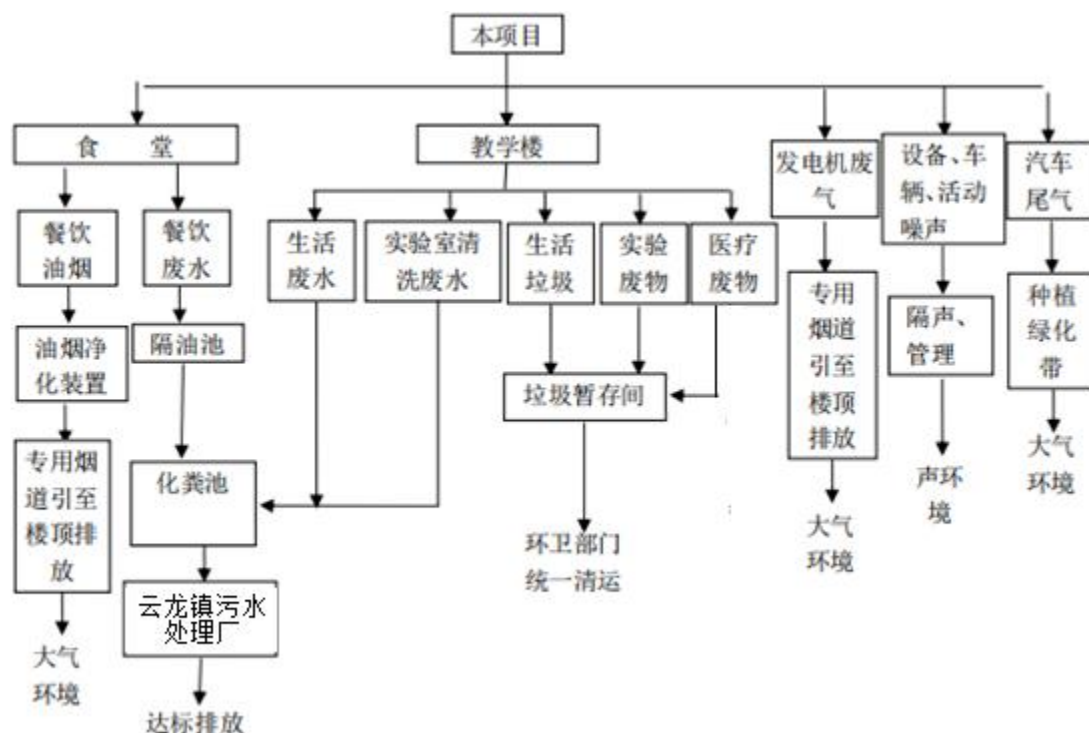 本项目
食 堂
教学楼
发电机废
气
设备、车
辆、活动
噪声
汽车
尾气
餐饮
油烟
餐饮
废水
生活
废水
实验室清
洗废水
生活
垃圾
实验
废物
医疗
废物
油烟净
化装置
隔油池
垃圾暂存间
专用
烟道
引至
楼顶
排放
隔声、
管理
种植
绿化
带
专用烟
道引至
楼顶排
放
化粪池
大气
环境
声环
境
大气
环境
环卫部门
统一清运
云龙镇污水
处理厂
大气
环境
达标排放